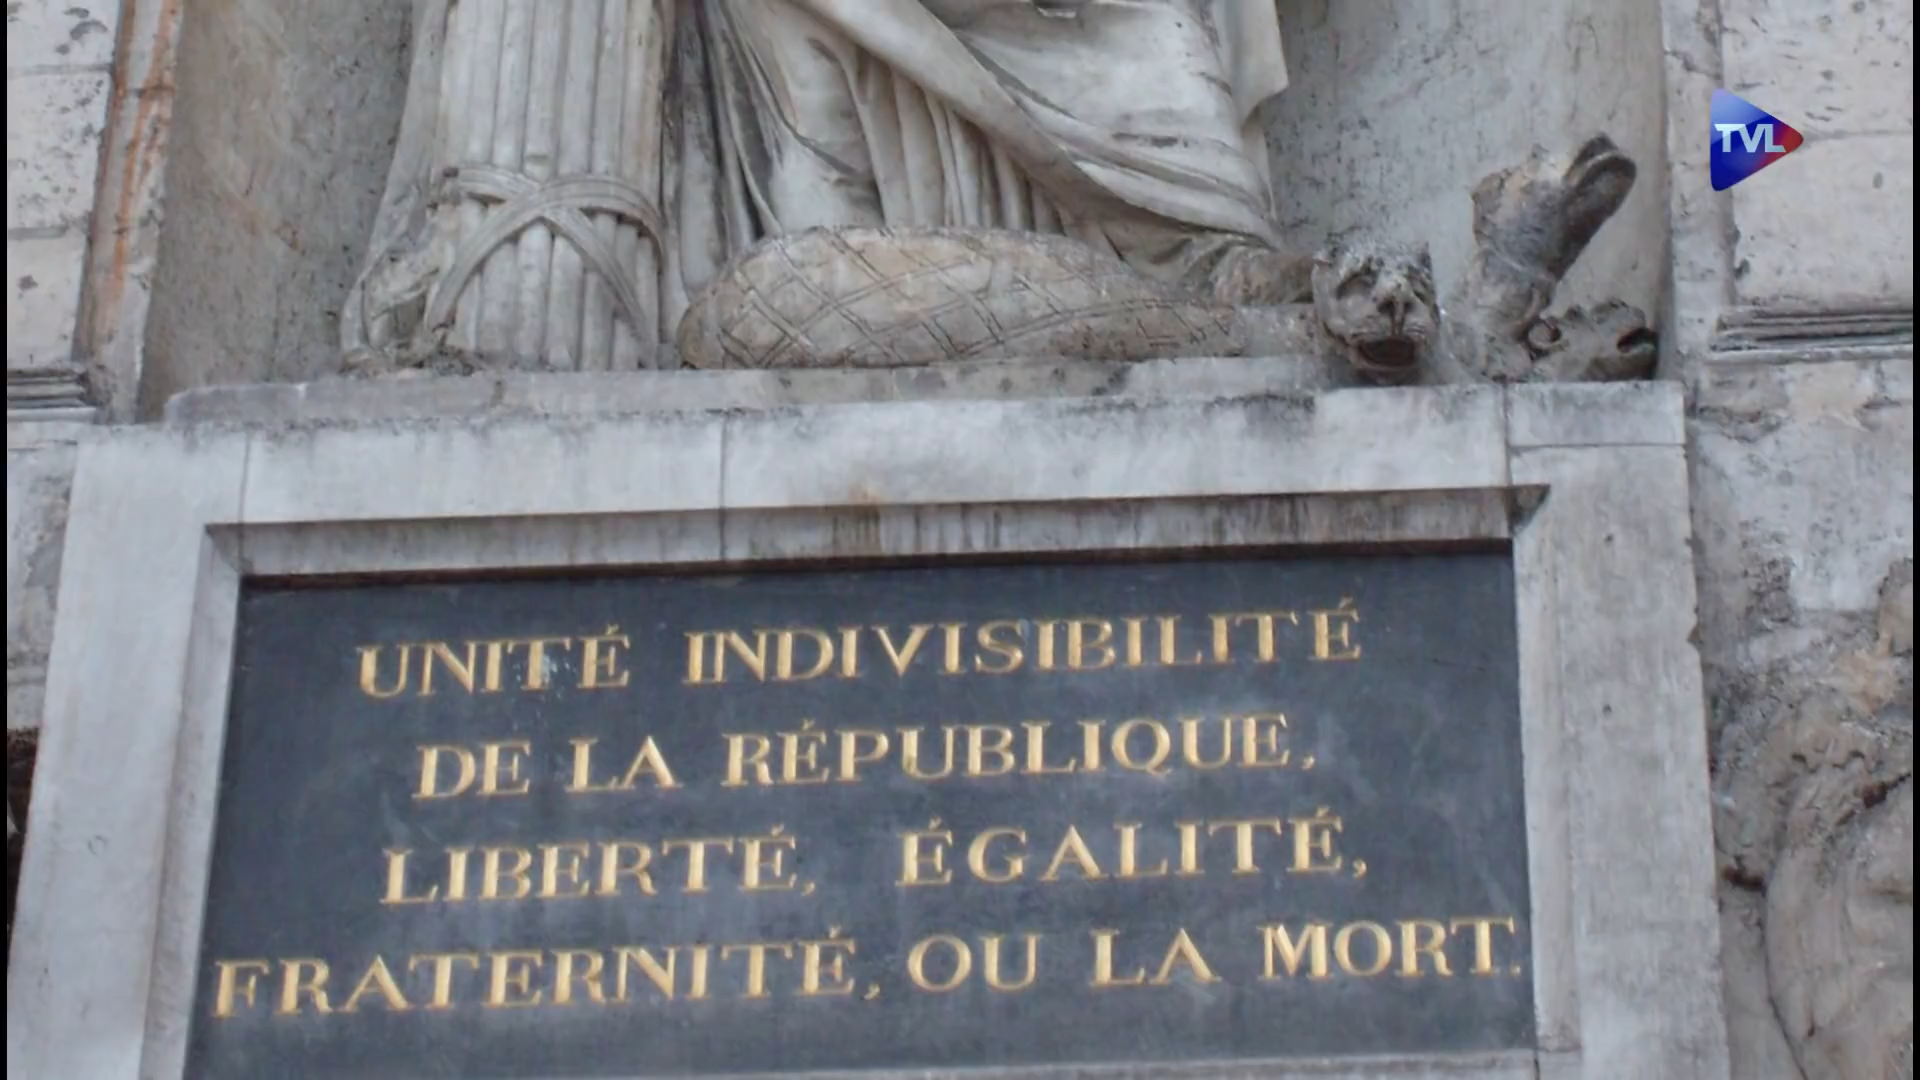 TVL
UNITÉ INDIVISIBILITÉ
DE LA RÉPUBLIQUE,
LIBERTÉ, ÉGALITÉ,
FRATERNITÉ, OU LA MORT.